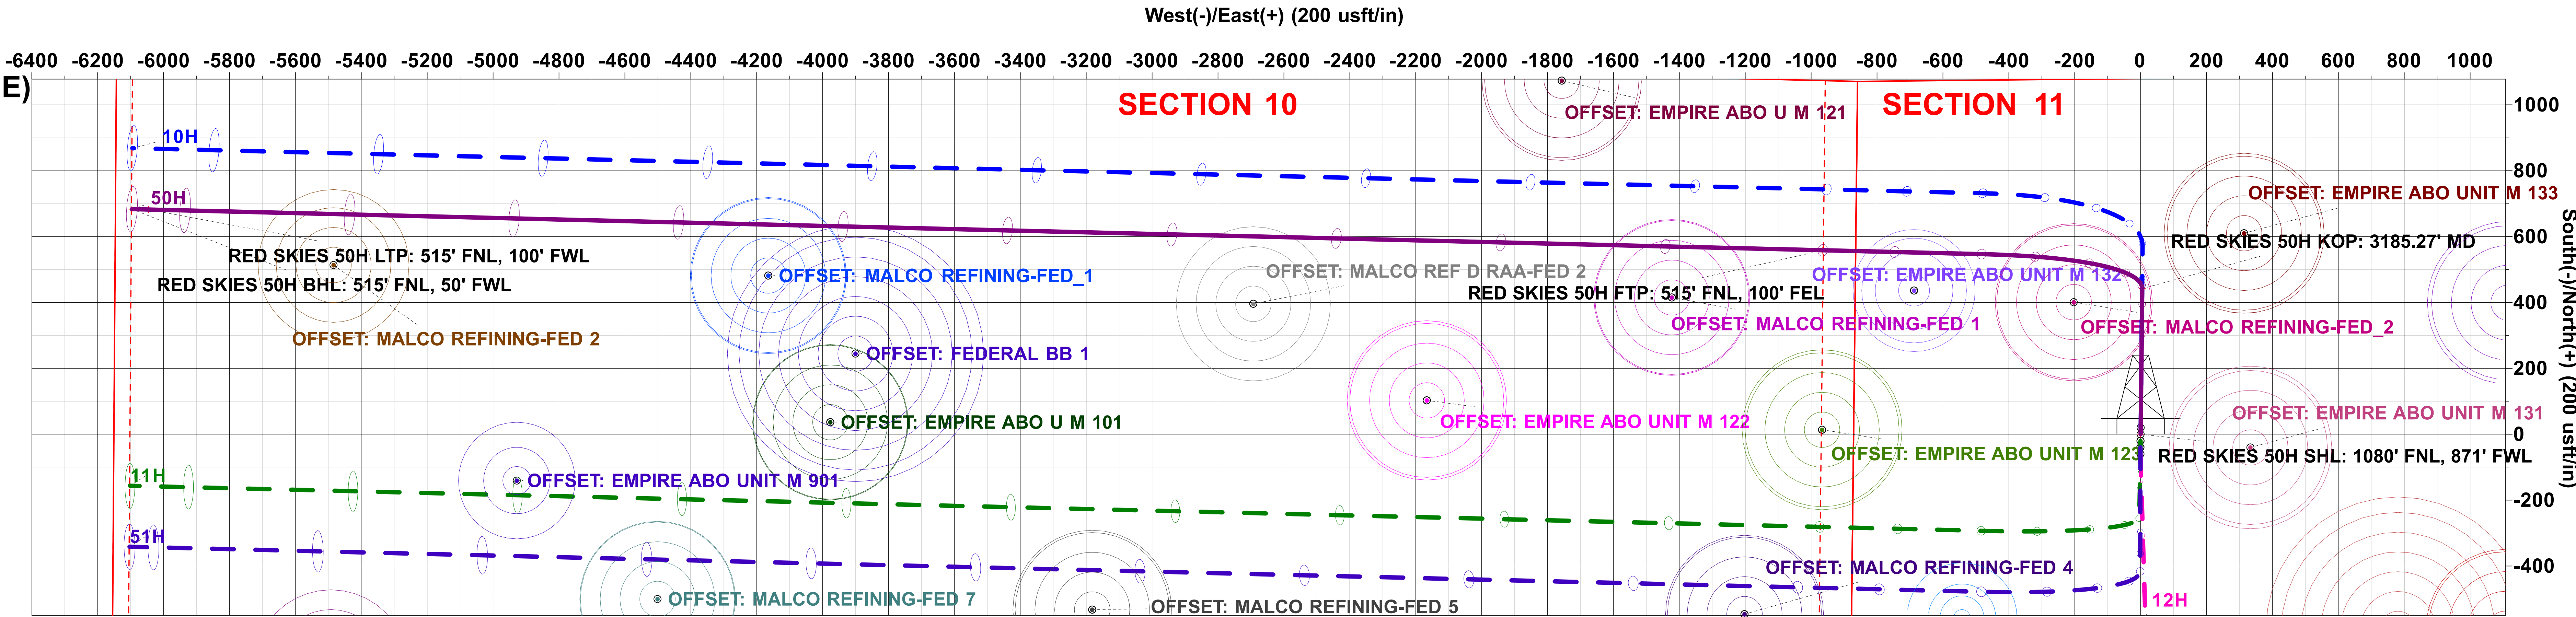 West(-)/East(+) (200 usft/in)
-6400 -6200 -6000 -5800 -5600 -5400 -5200 -5000 -4800 -4600 -4400 -4200 -4000 -3800 -3600 -3400 -3200 -3000 -2800 -2600 -2400 -2200 -2000 -1800 -1600 -1400 -1200 -1000 -800 -600 -400 -200 0 200 400 600 800 1000
E)
SECTION 10
SECTION 11
1000
OFFSET: EMPIRE ABO U M 121
10H
800
50H
OFFSET: EMPIRE ABO UNIT M 133
600
RED SKIES 50H KOP: 3185.27' MD
RED SKIES 50H LTP: 515' FNL, 100' FWL
OFFSET: MALCO REF D RAA-FED 2
OFFSET: MALCO REFINING-FED_1
OFFSET: EMPIRE ABO UNIT M 132
RED SKIES 50H BHL: 515' FNL, 50' FWL
RED SKIES 50H FTP: 515' FNL, 100' FEL
400
OFFSET: MALCO REFINING-FED 1
OFFSET: MALCO REFINING-FED_2
OFFSET: MALCO REFINING-FED 2
OFFSET: FEDERAL BB 1
200
OFFSET: EMPIRE ABO UNIT M 131
OFFSET: EMPIRE ABO U M 101
OFFSET: EMPIRE ABO UNIT M 122
0
OFFSET: EMPIRE ABO UNIT M 123
RED SKIES 50H SHL: 1080' FNL, 871' FWL
11H
OFFSET: EMPIRE ABO UNIT M 901
-200
51H
OFFSET: MALCO REFINING-FED 4
-400
OFFSET: MALCO REFINING-FED 7
OFFSET: MALCO REFINING-FED 5
12H
South(-)/North(+) (200 usft/in)